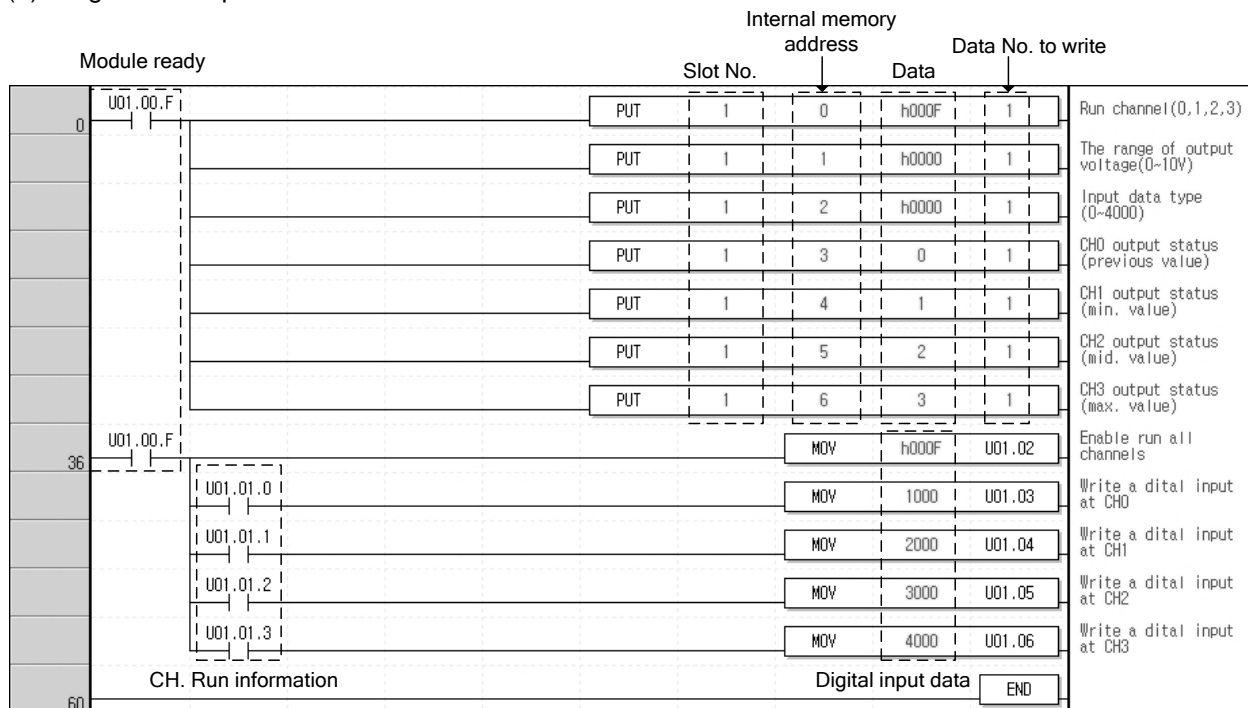 Internal memory
address
Data No. to write
Module ready
Slot No.
Data
U01.00.F
0
PUT 1 0 h000F 1
Run channel(0,1,2,3)
PUT 1 1 h0000 1
The range of output
voltage(0~10V)
PUT 1 2 h0000 1
Input data type
(0~4000)
PUT 1 3 0 1
CH0 output status
(previous value)
PUT 1 4 1 1
CH1 output status
(min. value)
PUT 1 5 2 1
CH2 output status
(mid. value)
PUT 1 6 3 1
CH3 output status
(max. value)
U01.00.F
36
MOV h000F U01.02
Enable run all
channels
U01.01.0
MOV 1000 U01.03
Write a dital input
at CH0
U01.01.1
MOV 2000 U01.04
Write a dital input
at CH1
U01.01.2
MOV 3000 U01.05
Write a dital input
at CH2
U01.01.3
MOV 4000 U01.06
Write a dital input
at CH3
CH. Run information
Digital input data
END
60